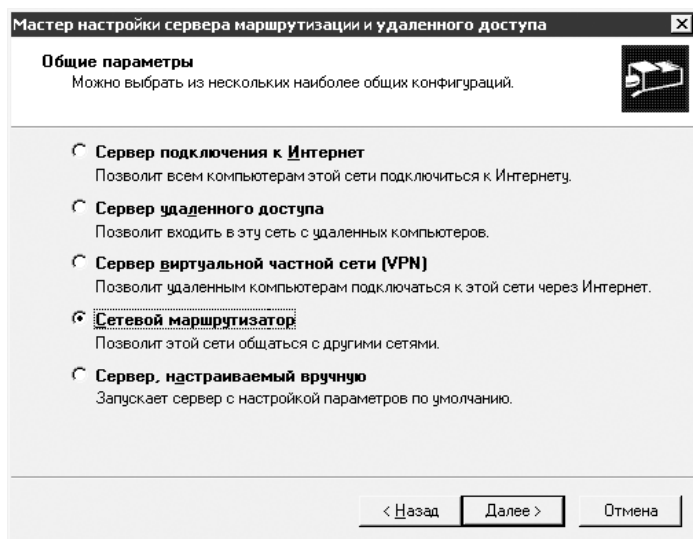 Мастер настройки сервера маршрутизации и удаленного доступа
Общие параметры
Можно выбрать из нескольких наиболее общих конфигураций.
Сервер подключения к Интернет
Позволит всем компьютерам этой сети подключиться к Интернету.
Сервер удаленного доступа
Позволит входить в эту сеть с удаленных компьютеров.
Сервер виртуальной частной сети (VPN)
Позволит удаленным компьютерам подключаться к этой сети через Интернет.
Сетевой маршрутизатор
Позволит этой сети общаться с другими сетями.
Сервер, настраиваемый вручную
Запускает сервер с настройкой параметров по умолчанию.
< Назад Далее > Отмена